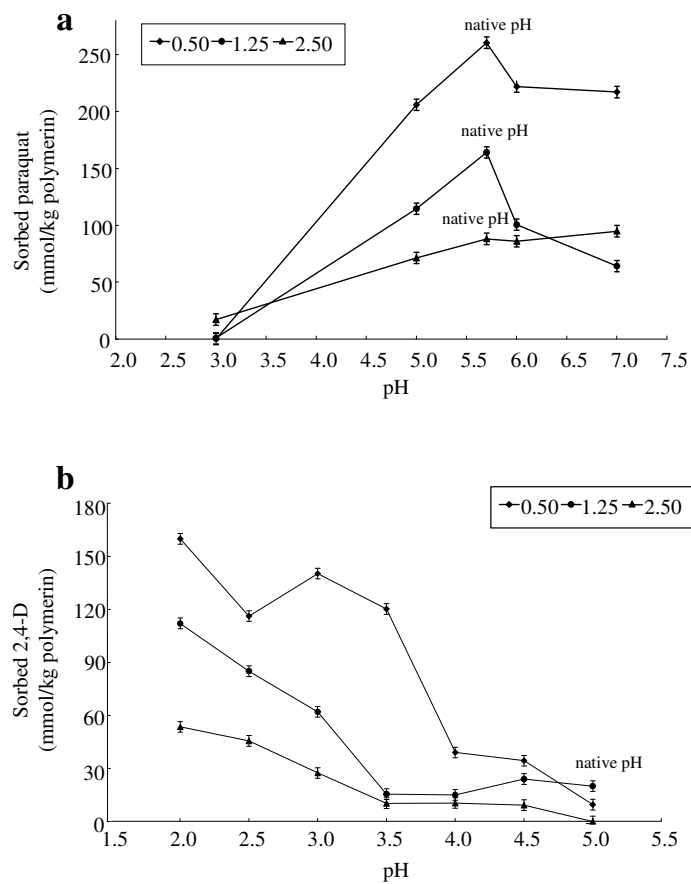 a
0.50 1.25 2.50
native pH
native pH
native pH
Sorbed paraquat
(mmol/kg polymerin)
250
200
150
100
50
0
2.0 2.5 3.0 3.5 4.0 4.5 5.0 5.5 6.0 6.5 7.0 7.5
pH
b
0.50 1.25 2.50
native pH
Sorbed 2,4-D
(mmol/kg polymerin)
180
150
120
90
60
30
0
1.5 2.0 2.5 3.0 3.5 4.0 4.5 5.0 5.5
pH